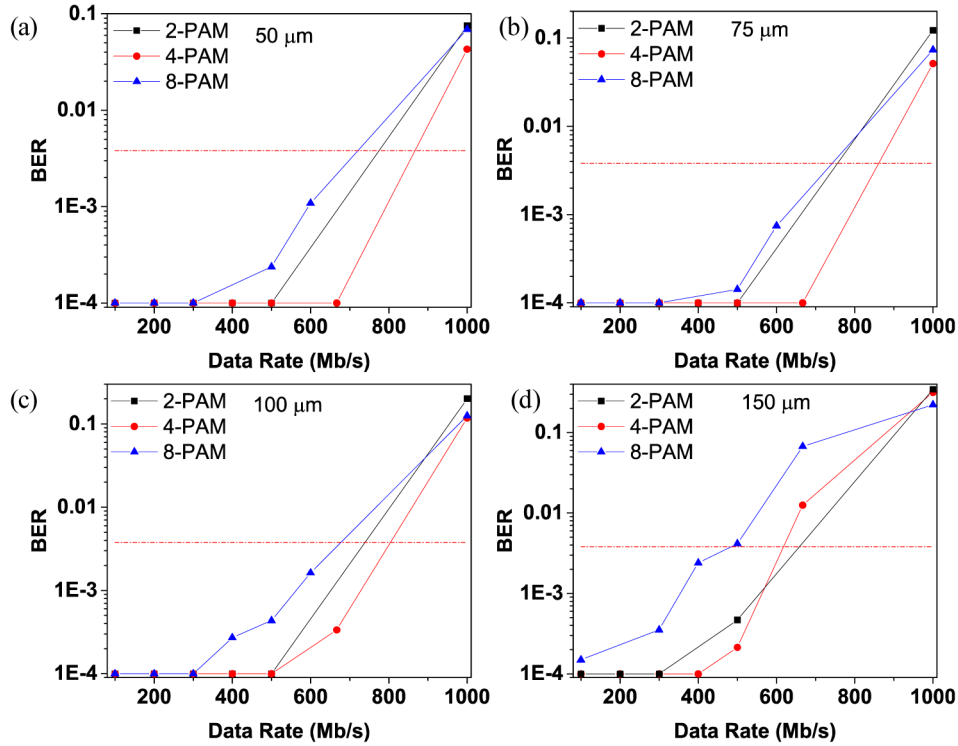 (a)
2-PAM
4-PAM
8-PAM
50 μm
0.1
0.01
1E-3
1E-4
BER
200 400 600 800 1000
Data Rate (Mb/s)
(b)
2-PAM
4-PAM
8-PAM
75 μm
0.1
0.01
1E-3
1E-4
BER
200 400 600 800 1000
Data Rate (Mb/s)
(c)
2-PAM
4-PAM
8-PAM
100 μm
0.1
0.01
1E-3
1E-4
BER
200 400 600 800 1000
Data Rate (Mb/s)
(d)
2-PAM
4-PAM
8-PAM
150 μm
0.1
0.01
1E-3
1E-4
BER
200 400 600 800 1000
Data Rate (Mb/s)